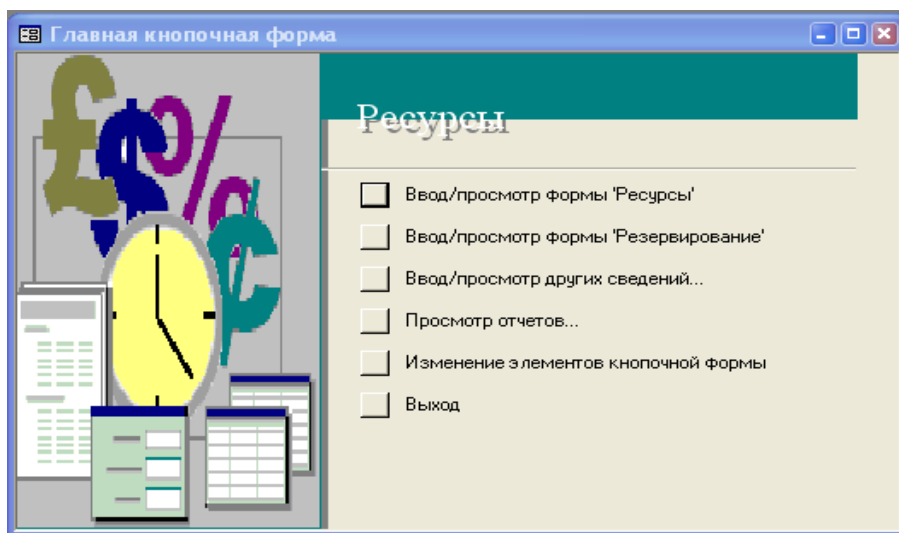 Главная кнопочная форма
Ресурсы
Ввод/просмотр формы 'Ресурсы'
Ввод/просмотр формы 'Резервирование'
Ввод/просмотр других сведений...
Просмотр отчетов...
Изменение элементов кнопочной формы
Выход